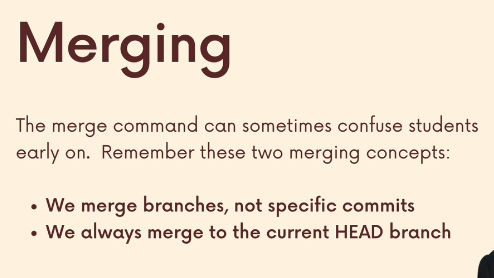 Merging
The merge command can sometimes confuse students
early on.  Remember these two merging concepts:
• We merge branches, not specific commits
• We always merge to the current HEAD branch